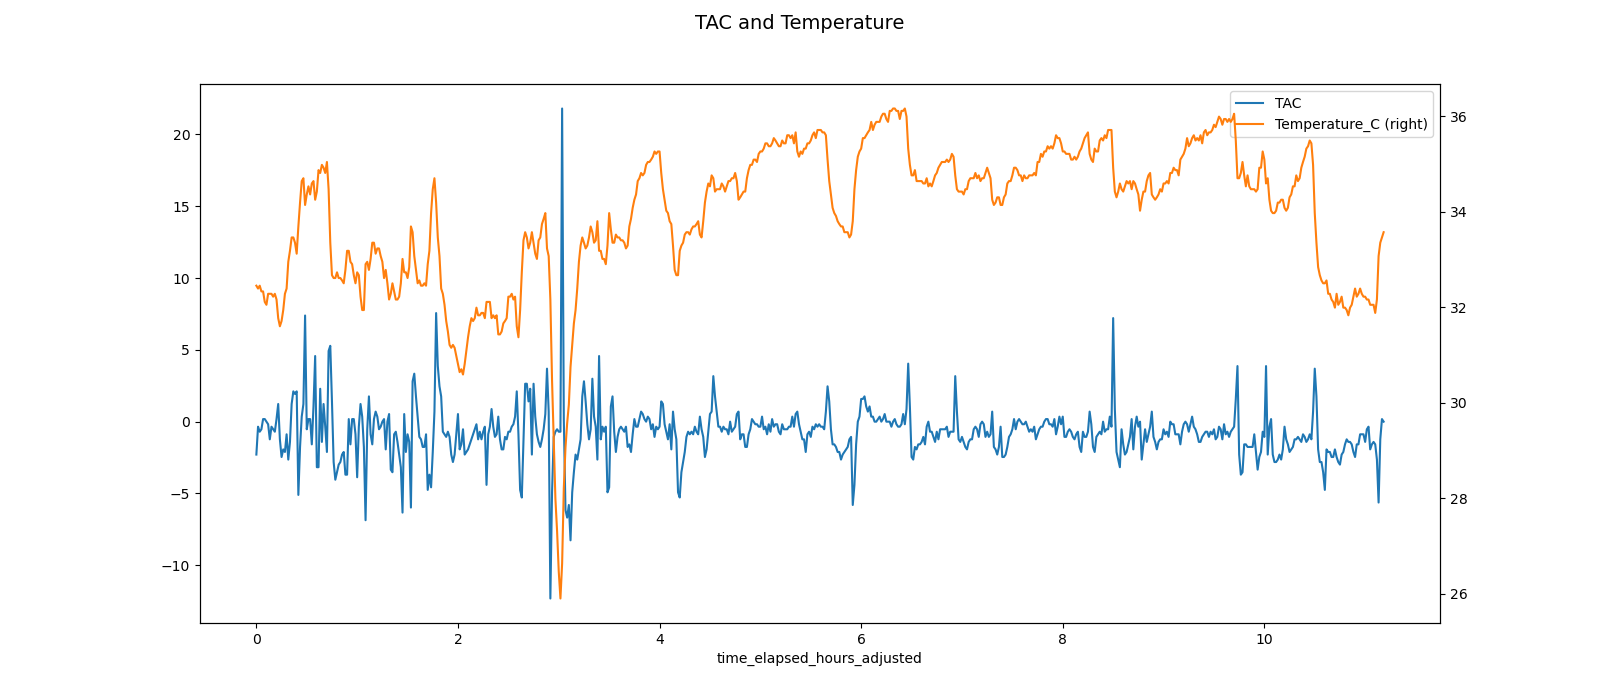 TAC and Temperature
TAC
Temperature_C (right)
20
15
10
5
0
−5
−10
36
34
32
30
28
26
0 2 4 6 8 10
time_elapsed_hours_adjusted